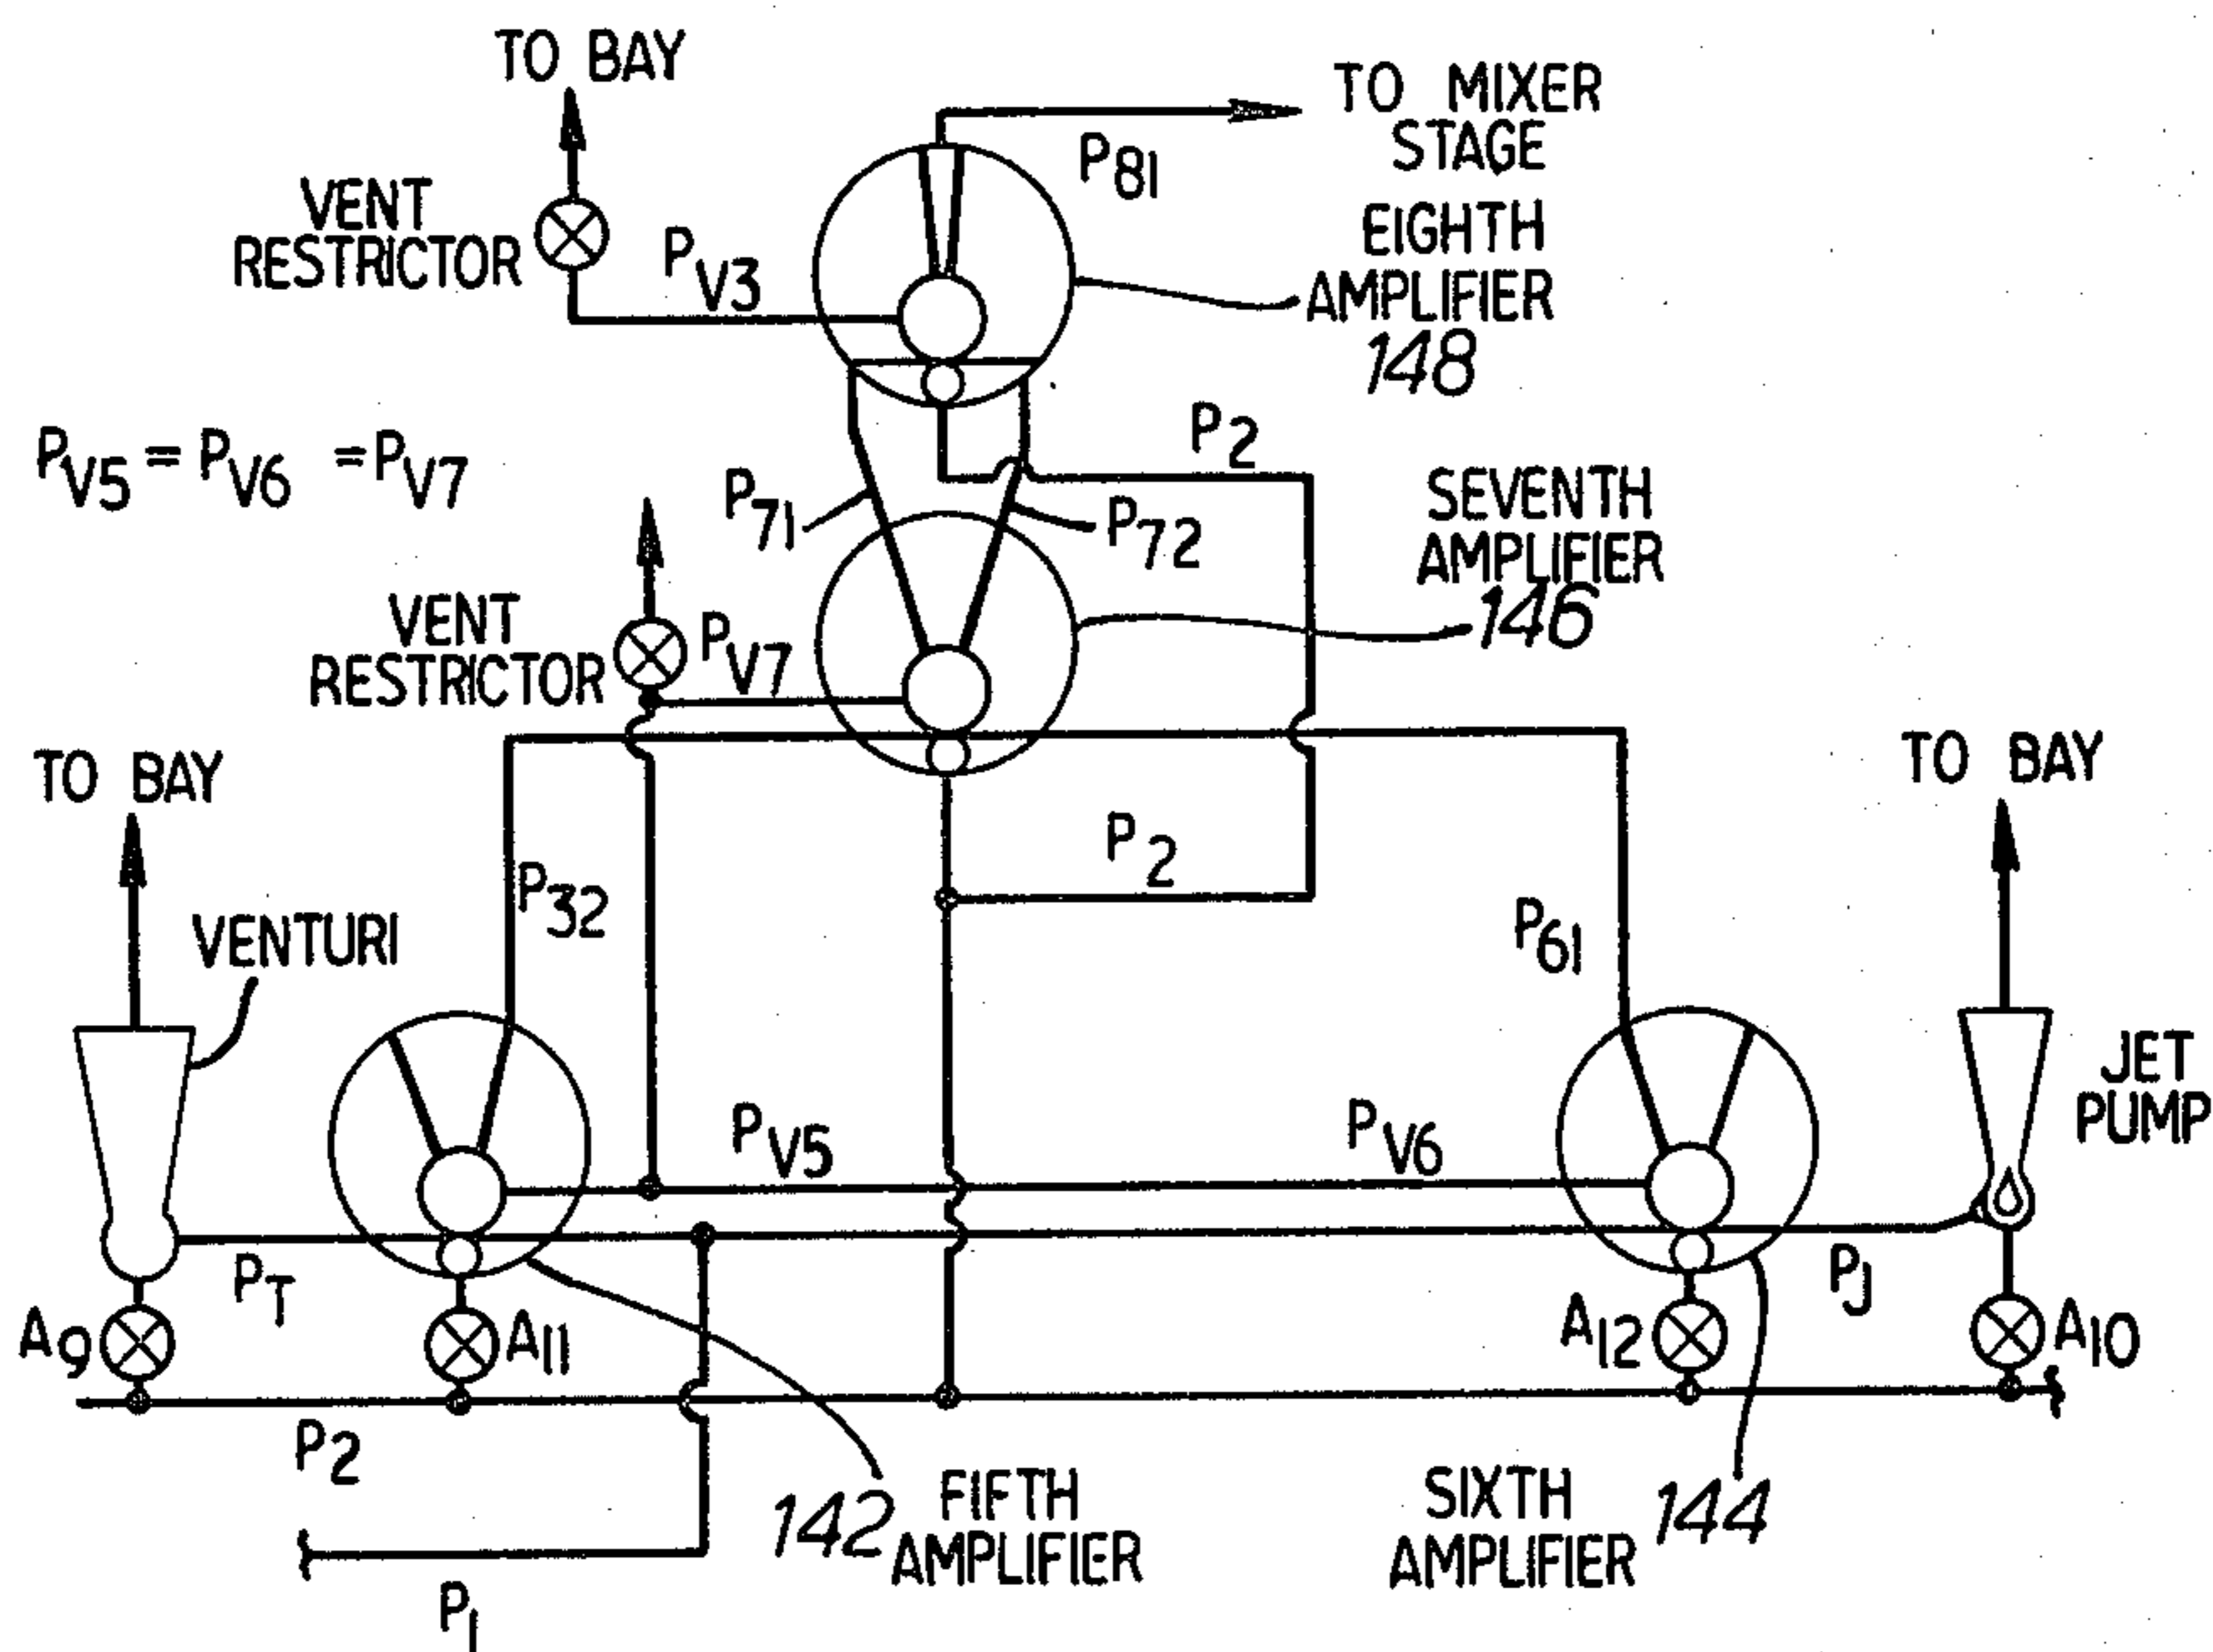 TO BAY
TO MIXER
STAGE
P81
VENT
RESTRICTOR
PV3
EIGHTH
AMPLIFIER
148
PV5 = PV6 = PV7
P2
P71
P72
SEVENTH
AMPLIFIER
146
VENT
RESTRICTOR
PV7
TO BAY
TO BAY
P2
P32
VENTURI
P61
JET
PUMP
PV5
PV6
PT
PJ
A9
A11
A12
A10
P2
142
FIFTH
AMPLIFIER
SIXTH
AMPLIFIER
144
P1